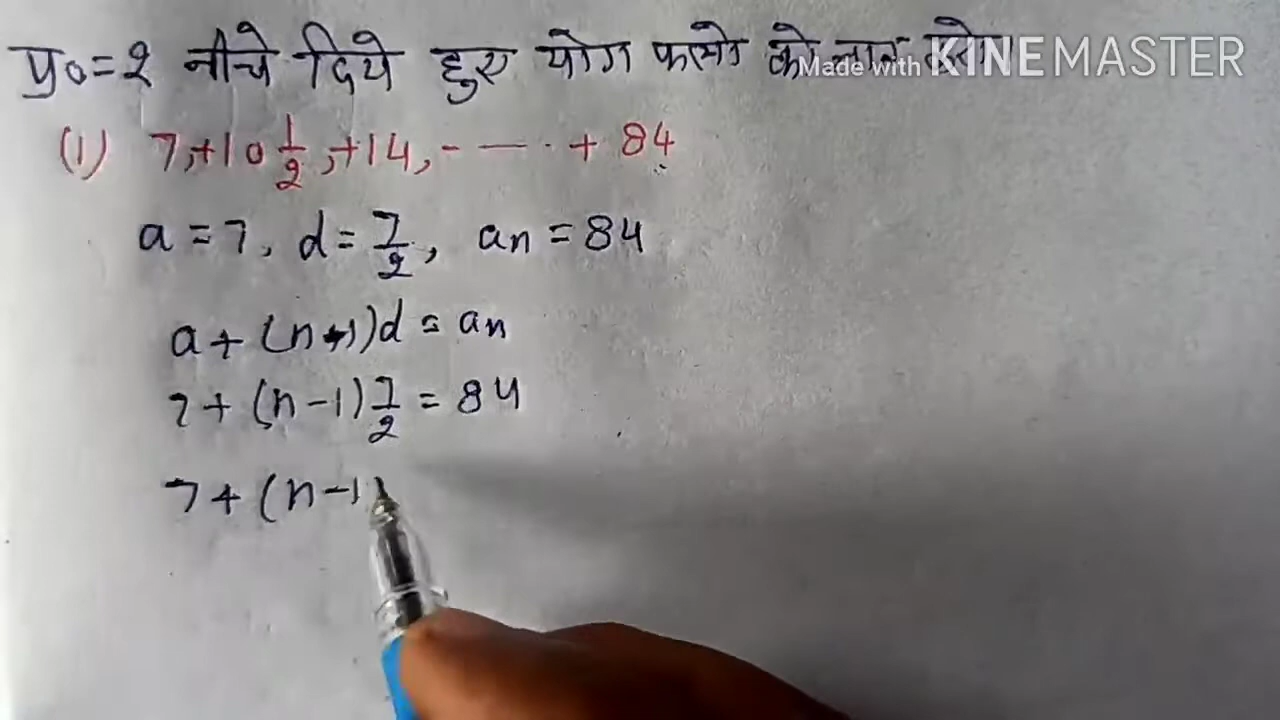 प्र०=2 नीचे दिये हुए योग फलो को
Made with KINEMASTER
(1) 7,+10 1/2,+14,- — · + 84
a = 7, d = 7/2, an = 84
a + (n-1)d = an
7 + (n-1) 7/2 = 84
7 + (n-1)